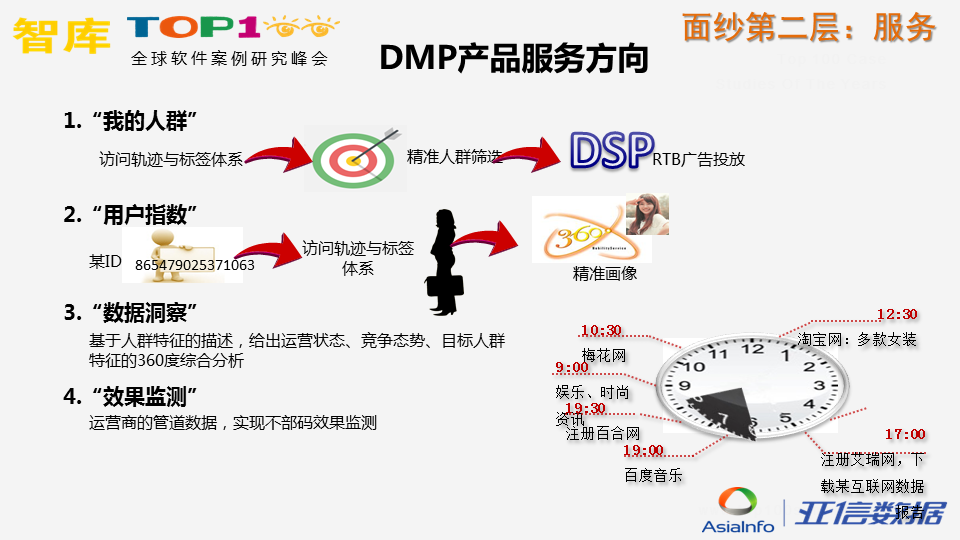 智库
TOP1
全球软件案例研究峰会
面纱第二层：服务
DMP产品服务方向
1.“我的人群”
访问轨迹与标签体系
精准人群筛选
DSP
RTB广告投放
2.“用户指数”
某ID
865479025371063
访问轨迹与标签
体系
360°
MobilityService
精准画像
3.“数据洞察”
基于人群特征的描述，给出运营状态、竞争态势、目标人群
特征的360度综合分析
4.“效果监测”
运营商的管道数据，实现不部码效果监测
12:30
淘宝网：多款女装
10:30
梅花网
9:00
娱乐、时尚
资讯
19:30
注册百合网
19:00
百度音乐
17:00
注册艾瑞网，下
载某互联网数据
报告
11
12
1
10
2
9
3
4
7
5
AsiaInfo
亚信数据